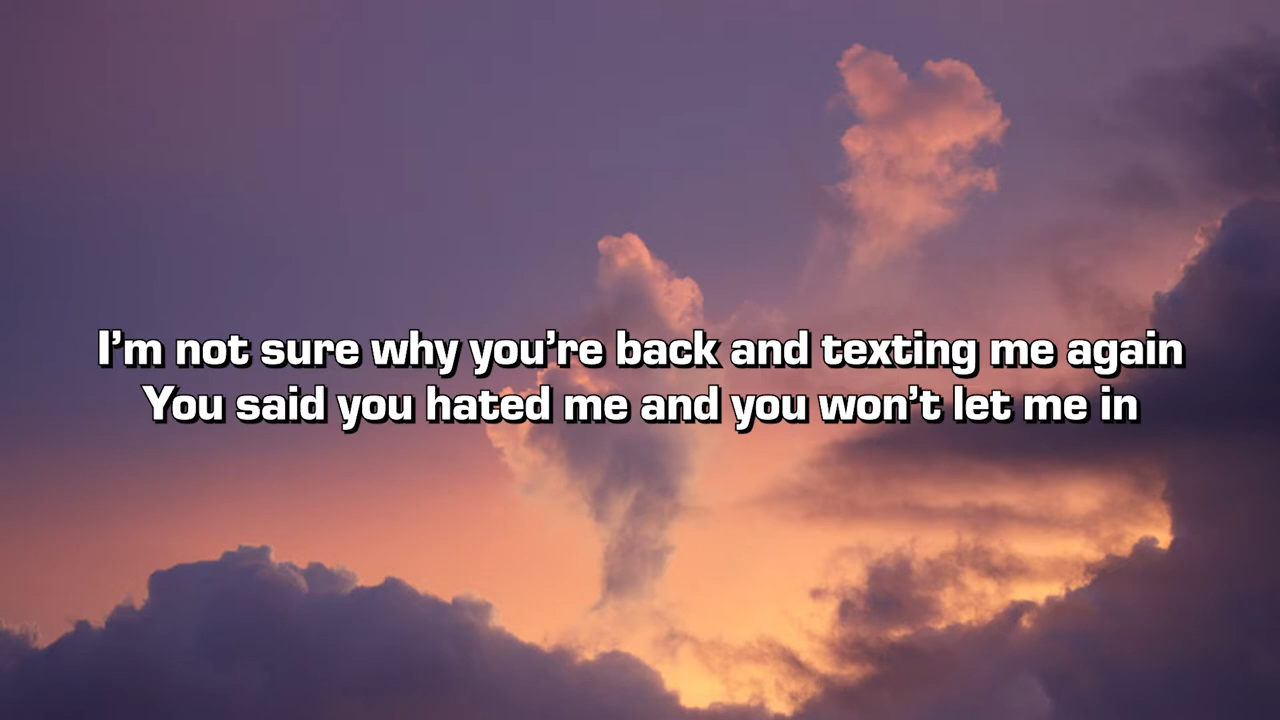 I’m not sure why you’re back and texting me again
You said you hated me and you won’t let me in